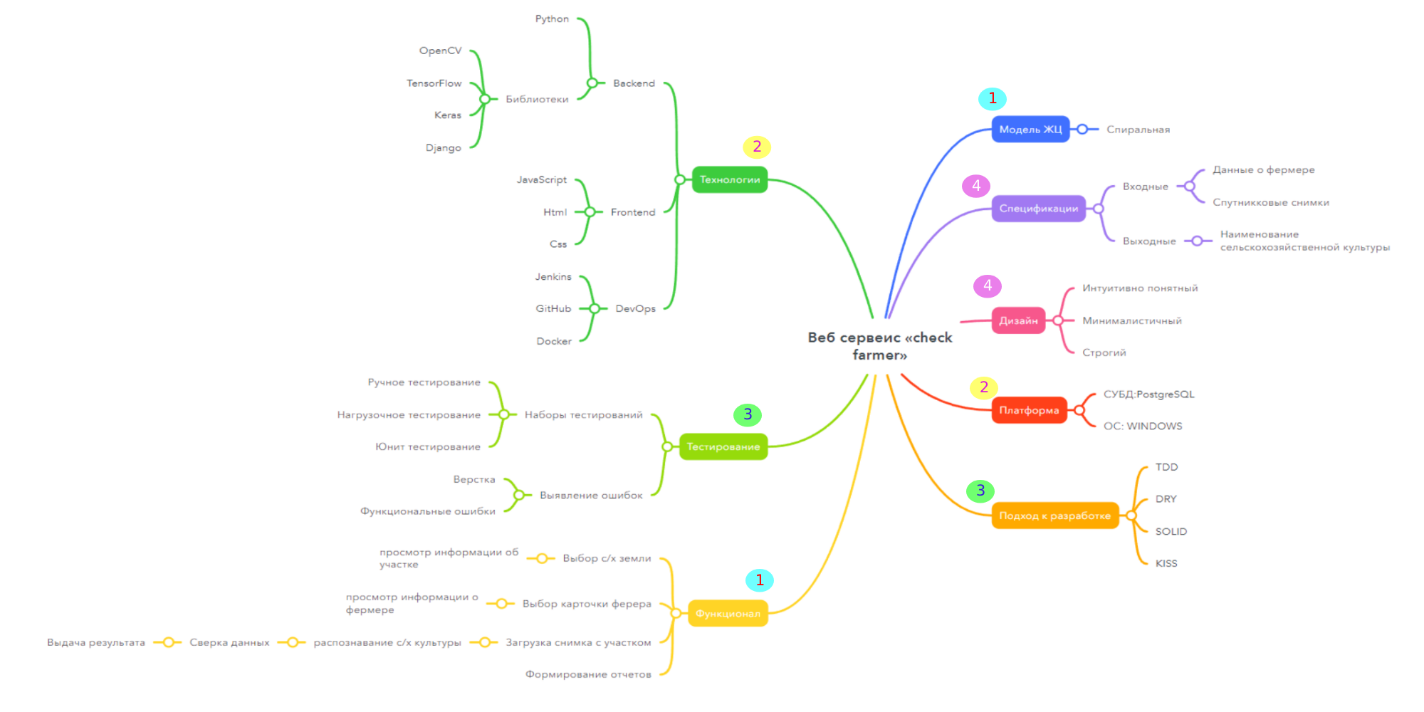 Python
OpenCV
TensorFlow
Keras
Django
Библиотеки
Backend
2
Технологии
JavaScript
Html
Css
Frontend
Jenkins
GitHub
Docker
DevOps
1
Модель ЖЦ
Спиральная
4
Спецификации
Входные
Данные о фермере
Спутникковые снимки
Выходные
Наименование
сельскохозяйственной культуры
4
Дизайн
Интуитивно понятный
Минималистичный
Строгий
Веб сервеис «check
farmer»
2
Платформа
СУБД:PostgreSQL
ОС: WINDOWS
3
Подход к разработке
TDD
DRY
SOLID
KISS
Ручное тестирование
Нагрузочное тестирование
Юнит тестирование
Наборы тестирований
3
Тестирование
Верстка
Функциональные ошибки
Выявление ошибок
просмотр информации об
участке
Выбор с/х земли
1
Функционал
просмотр информации о
фермере
Выбор карточки ферера
Выдача результата
Сверка данных
распознавание с/х культуры
Загрузка снимка с участком
Формирование отчетов